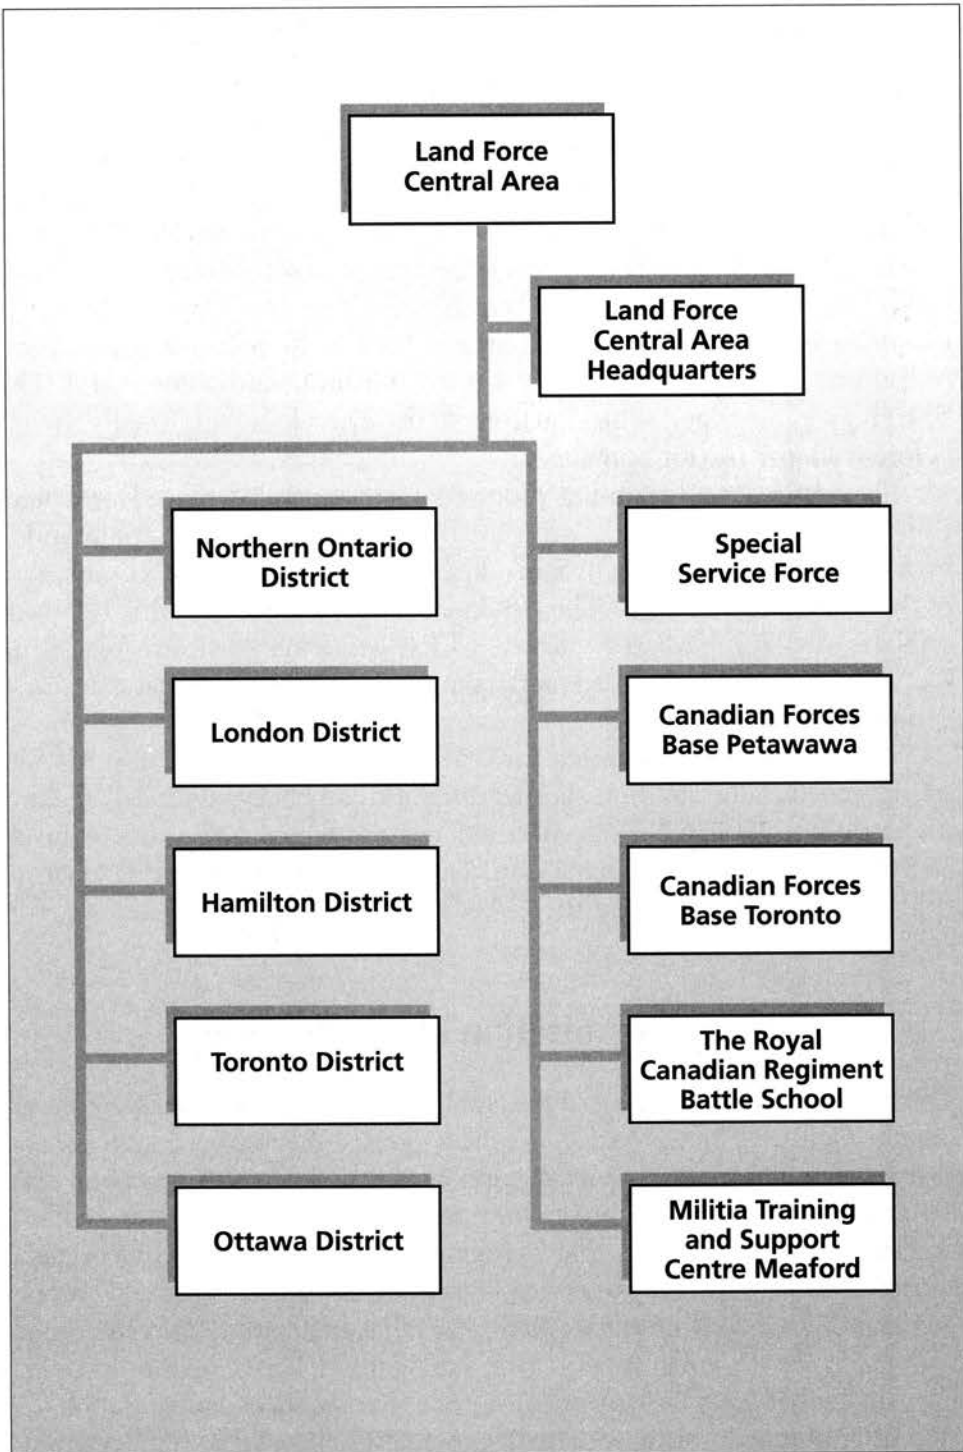 Land Force
Central Area
Land Force
Central Area
Headquarters
Northern Ontario
District
London District
Hamilton District
Toronto District
Ottawa District
Special
Service Force
Canadian Forces
Base Petawawa
Canadian Forces
Base Toronto
The Royal
Canadian Regiment
Battle School
Militia Training
and Support
Centre Meaford